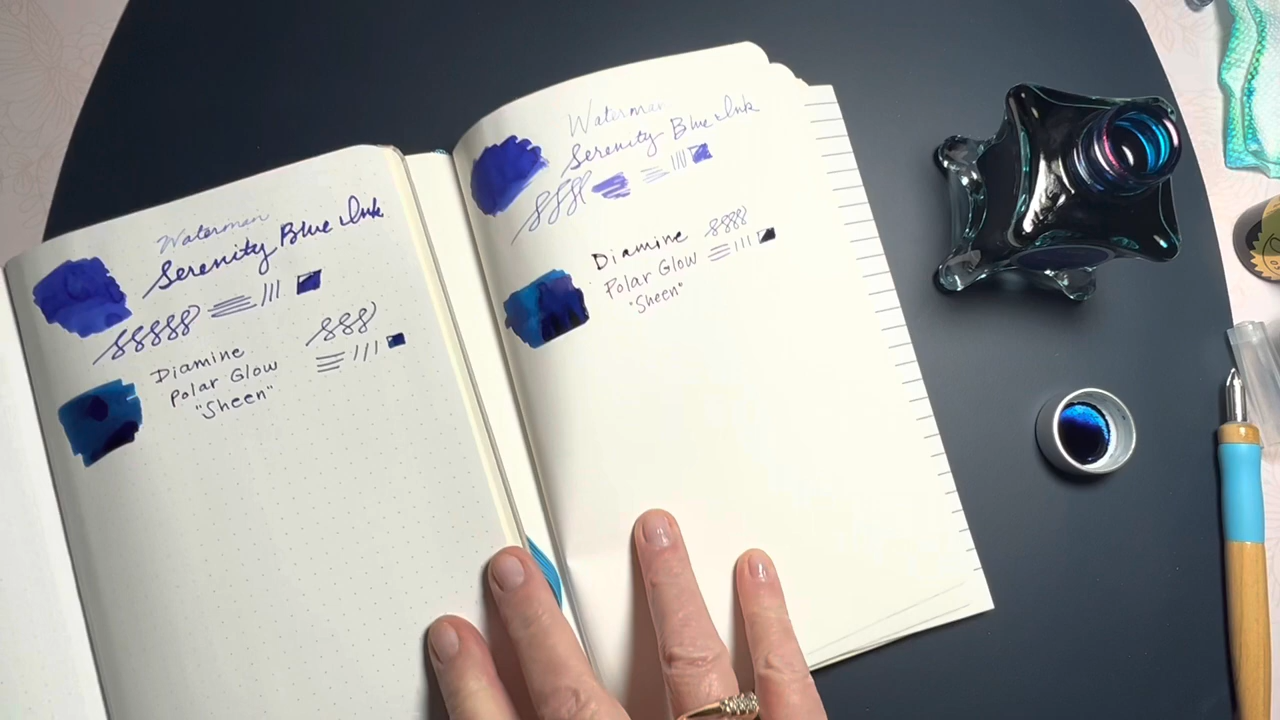 Waterman
Serenity Blue Ink
Diamine
Polar Glow
"Sheen"
Waterman
Serenity Blue Ink
Diamine
Polar Glow
"Sheen"